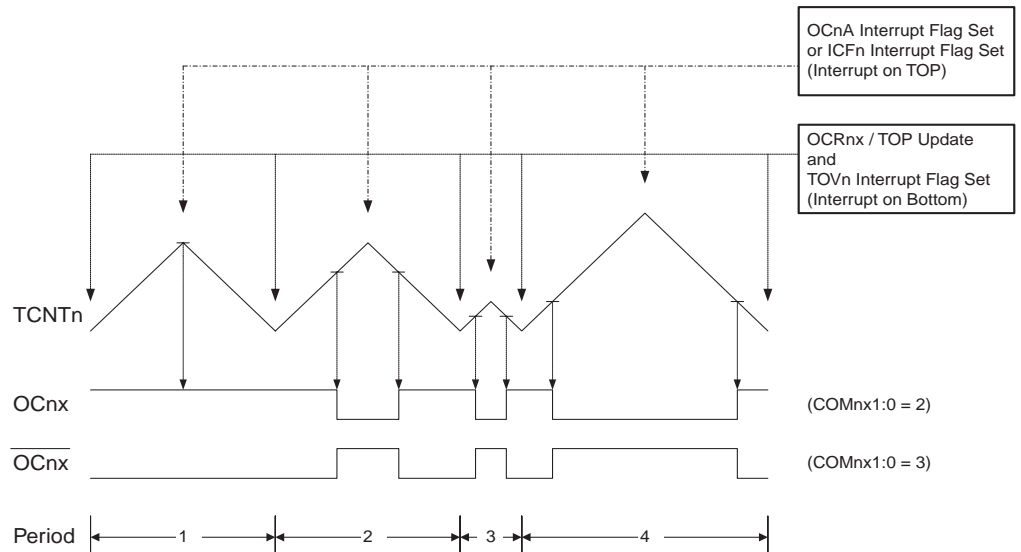 OCnA Interrupt Flag Set
or ICFn Interrupt Flag Set
(Interrupt on TOP)
OCRnx / TOP Update
and
TOVn Interrupt Flag Set
(Interrupt on Bottom)
TCNTn
OCnx
(COMnx1:0 = 2)
OCnx
(COMnx1:0 = 3)
Period 1 2 3 4